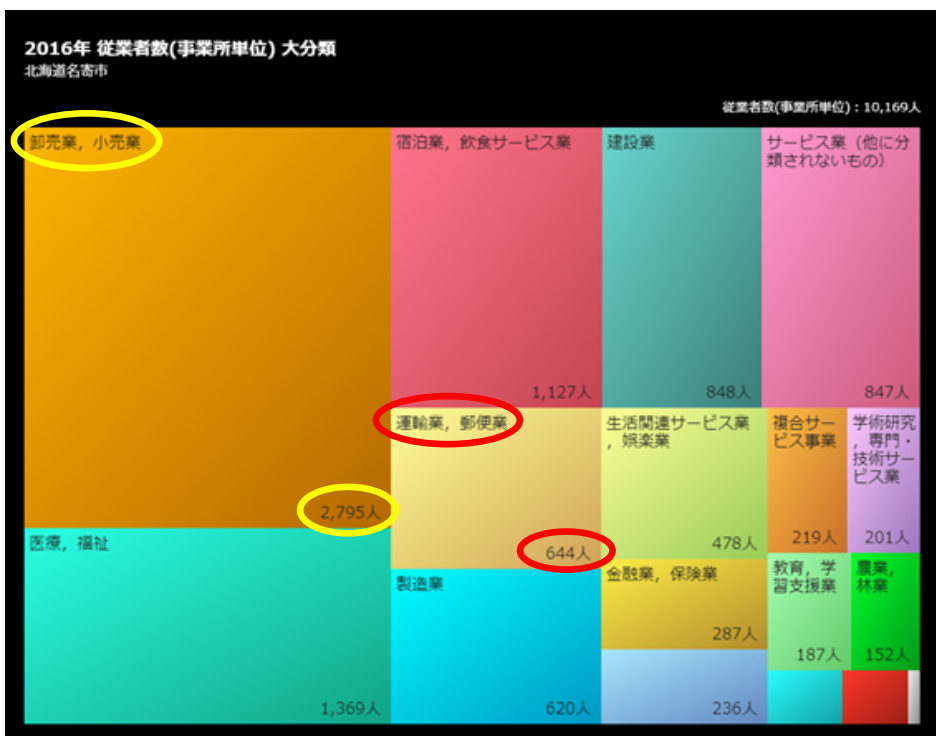 2016年 従業者数(事業所単位) 大分類
北海道名寄市
従業者数(事業所単位) : 10,169人
卸売業, 小売業
2,795人
医療, 福祉
1,369人
宿泊業, 飲食サービス業
1,127人
運輸業, 郵便業
644人
製造業
620人
建設業
848人
サービス業 (他に分
類されないもの)
847人
生活関連サービス業
, 娯楽業
478人
金融業, 保険業
287人
236人
複合サー
ビス事業
219人
学術研究
, 専門・
技術サー
ビス業
201人
教育, 学
習支援業
187人
農業,
林業
152人